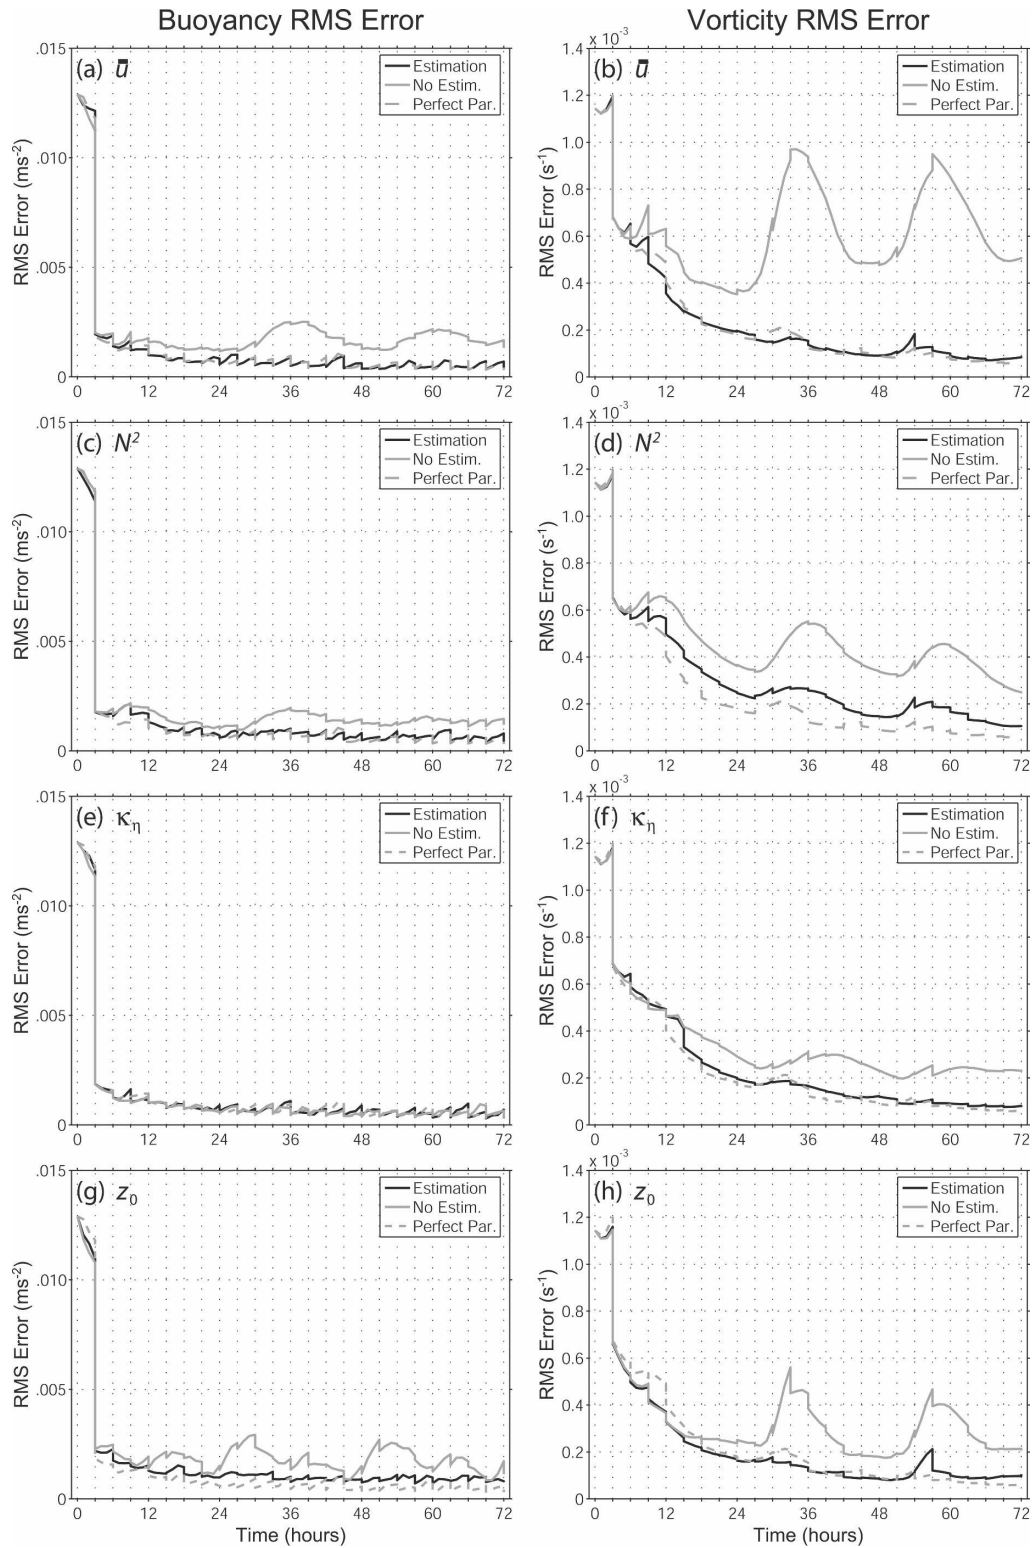 Buoyancy RMS Error
Vorticity RMS Error
(a) ū
Estimation
No Estim.
Perfect Par.
.015
.010
.005
0
RMS Error (ms⁻²)
0 12 24 36 48 60 72
x 10⁻³
(b) ū
Estimation
No Estim.
Perfect Par.
1.4
1.2
1.0
0.8
0.6
0.4
0.2
0
RMS Error (s⁻¹)
0 12 24 36 48 60 72
(c) N²
Estimation
No Estim.
Perfect Par.
.015
.010
.005
0
RMS Error (ms⁻²)
0 12 24 36 48 60 72
x 10⁻³
(d) N²
Estimation
No Estim.
Perfect Par.
1.4
1.2
1.0
0.8
0.6
0.4
0.2
0
RMS Error (s⁻¹)
0 12 24 36 48 60 72
(e) κη
Estimation
No Estim.
Perfect Par.
.015
.010
.005
0
RMS Error (ms⁻²)
0 12 24 36 48 60 72
x 10⁻³
(f) κη
Estimation
No Estim.
Perfect Par.
1.4
1.2
1.0
0.8
0.6
0.4
0.2
0
RMS Error (s⁻¹)
0 12 24 36 48 60 72
(g) z₀
Estimation
No Estim.
Perfect Par.
.015
.010
.005
0
RMS Error (ms⁻²)
0 12 24 36 48 60 72
Time (hours)
x 10⁻³
(h) z₀
Estimation
No Estim.
Perfect Par.
1.4
1.2
1.0
0.8
0.6
0.4
0.2
0
RMS Error (s⁻¹)
0 12 24 36 48 60 72
Time (hours)